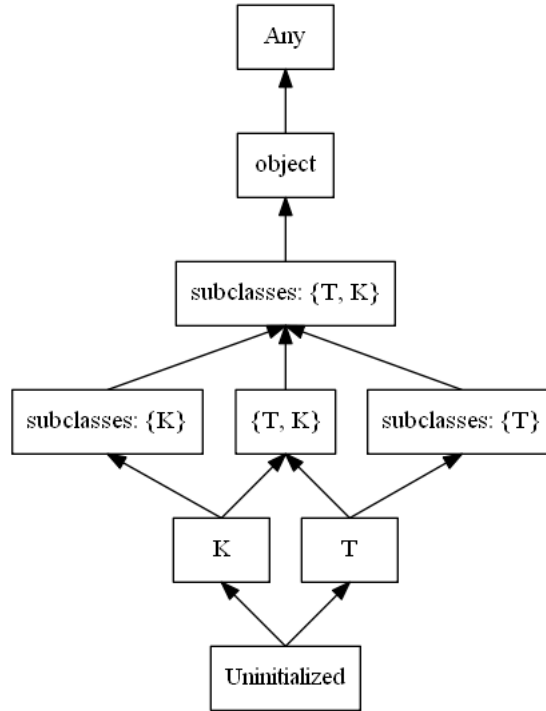 Any
object
subclasses: {T, K}
subclasses: {K}
{T, K}
subclasses: {T}
K
T
Uninitialized